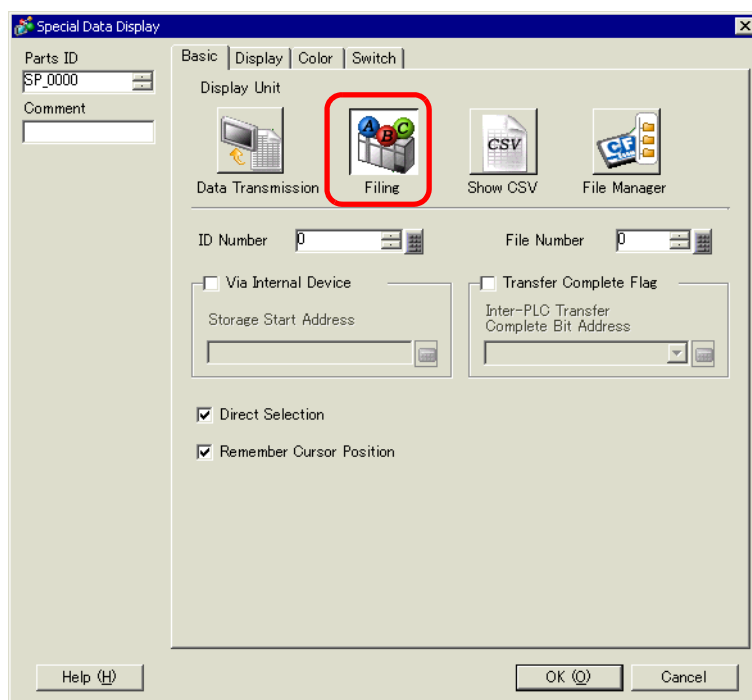 Special Data Display
Parts ID
SP_0000
Comment
Basic Display Color Switch
Display Unit
A B C
CSV
CF
Data Transmission Filing Show CSV File Manager
ID Number 0 File Number 0
Via Internal Device Transfer Complete Flag
Storage Start Address
Inter-PLC Transfer
Complete Bit Address
Direct Selection
Remember Cursor Position
Help (H) OK (O) Cancel